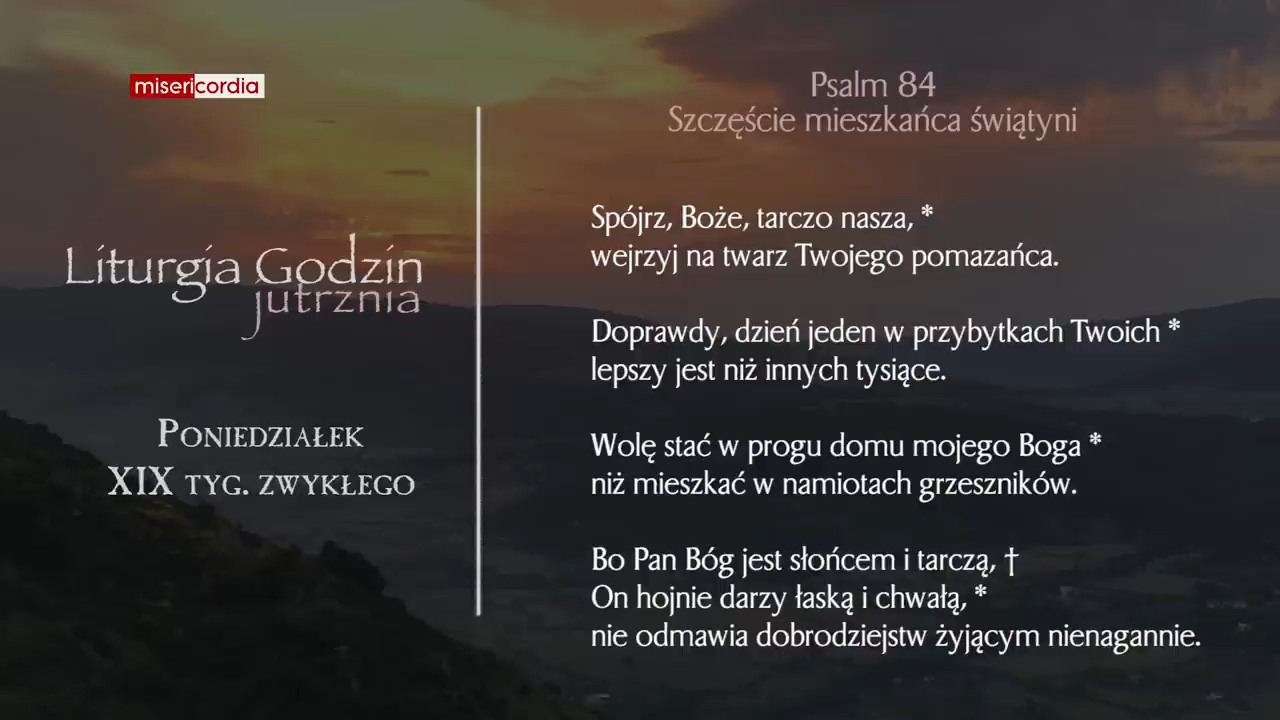 misericordia
Liturgia Godzin
jutrznia
Poniedziałek
XIX tyg. zwykłego
Psalm 84
Szczęście mieszkańca świątyni
Spójrz, Boże, tarczo nasza, *
wejrzyj na twarz Twojego pomazańca.
Doprawdy, dzień jeden w przybytkach Twoich *
lepszy jest niż innych tysiące.
Wolę stać w progu domu mojego Boga *
niż mieszkać w namiotach grzeszników.
Bo Pan Bóg jest słońcem i tarczą, †
On hojnie darzy łaską i chwałą, *
nie odmawia dobrodziejstw żyjącym nienagannie.